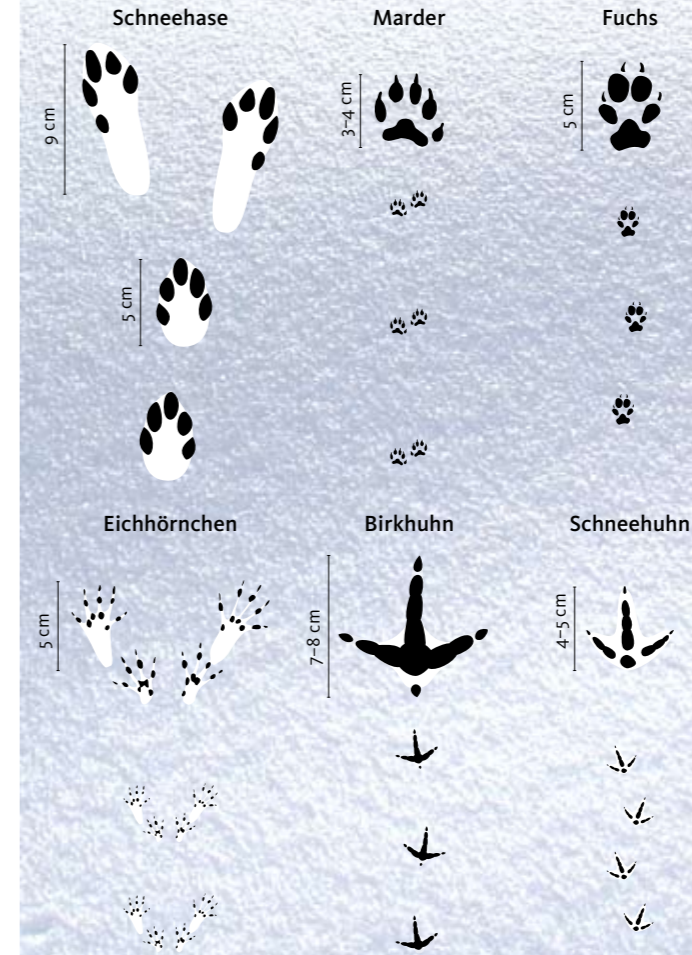 Schneehase Marder Fuchs
9 cm
3–4 cm
5 cm
5 cm
Eichhörnchen Birkhuhn Schneehuhn
5 cm
7–8 cm
4–5 cm